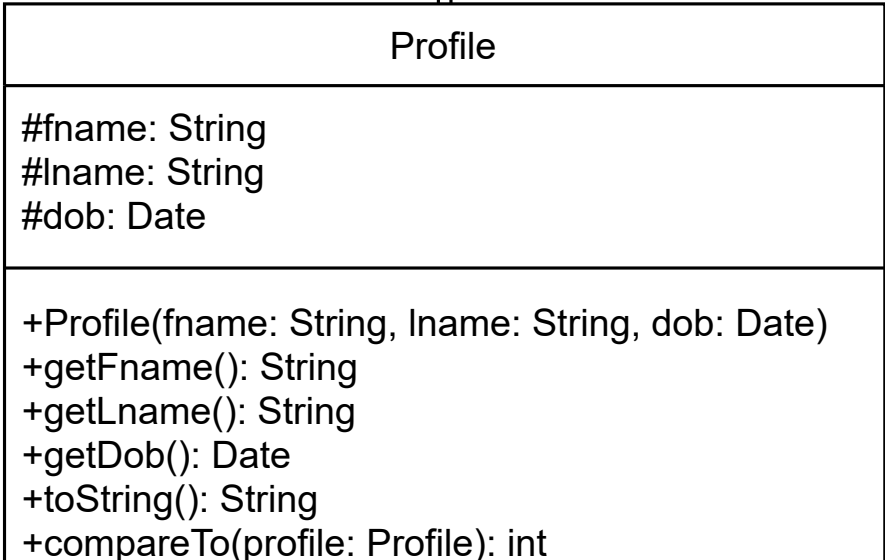 Profile
#fname: String
#lname: String
#dob: Date
+Profile(fname: String, lname: String, dob: Date)
+getFname(): String
+getLname(): String
+getDob(): Date
+toString(): String
+compareTo(profile: Profile): int